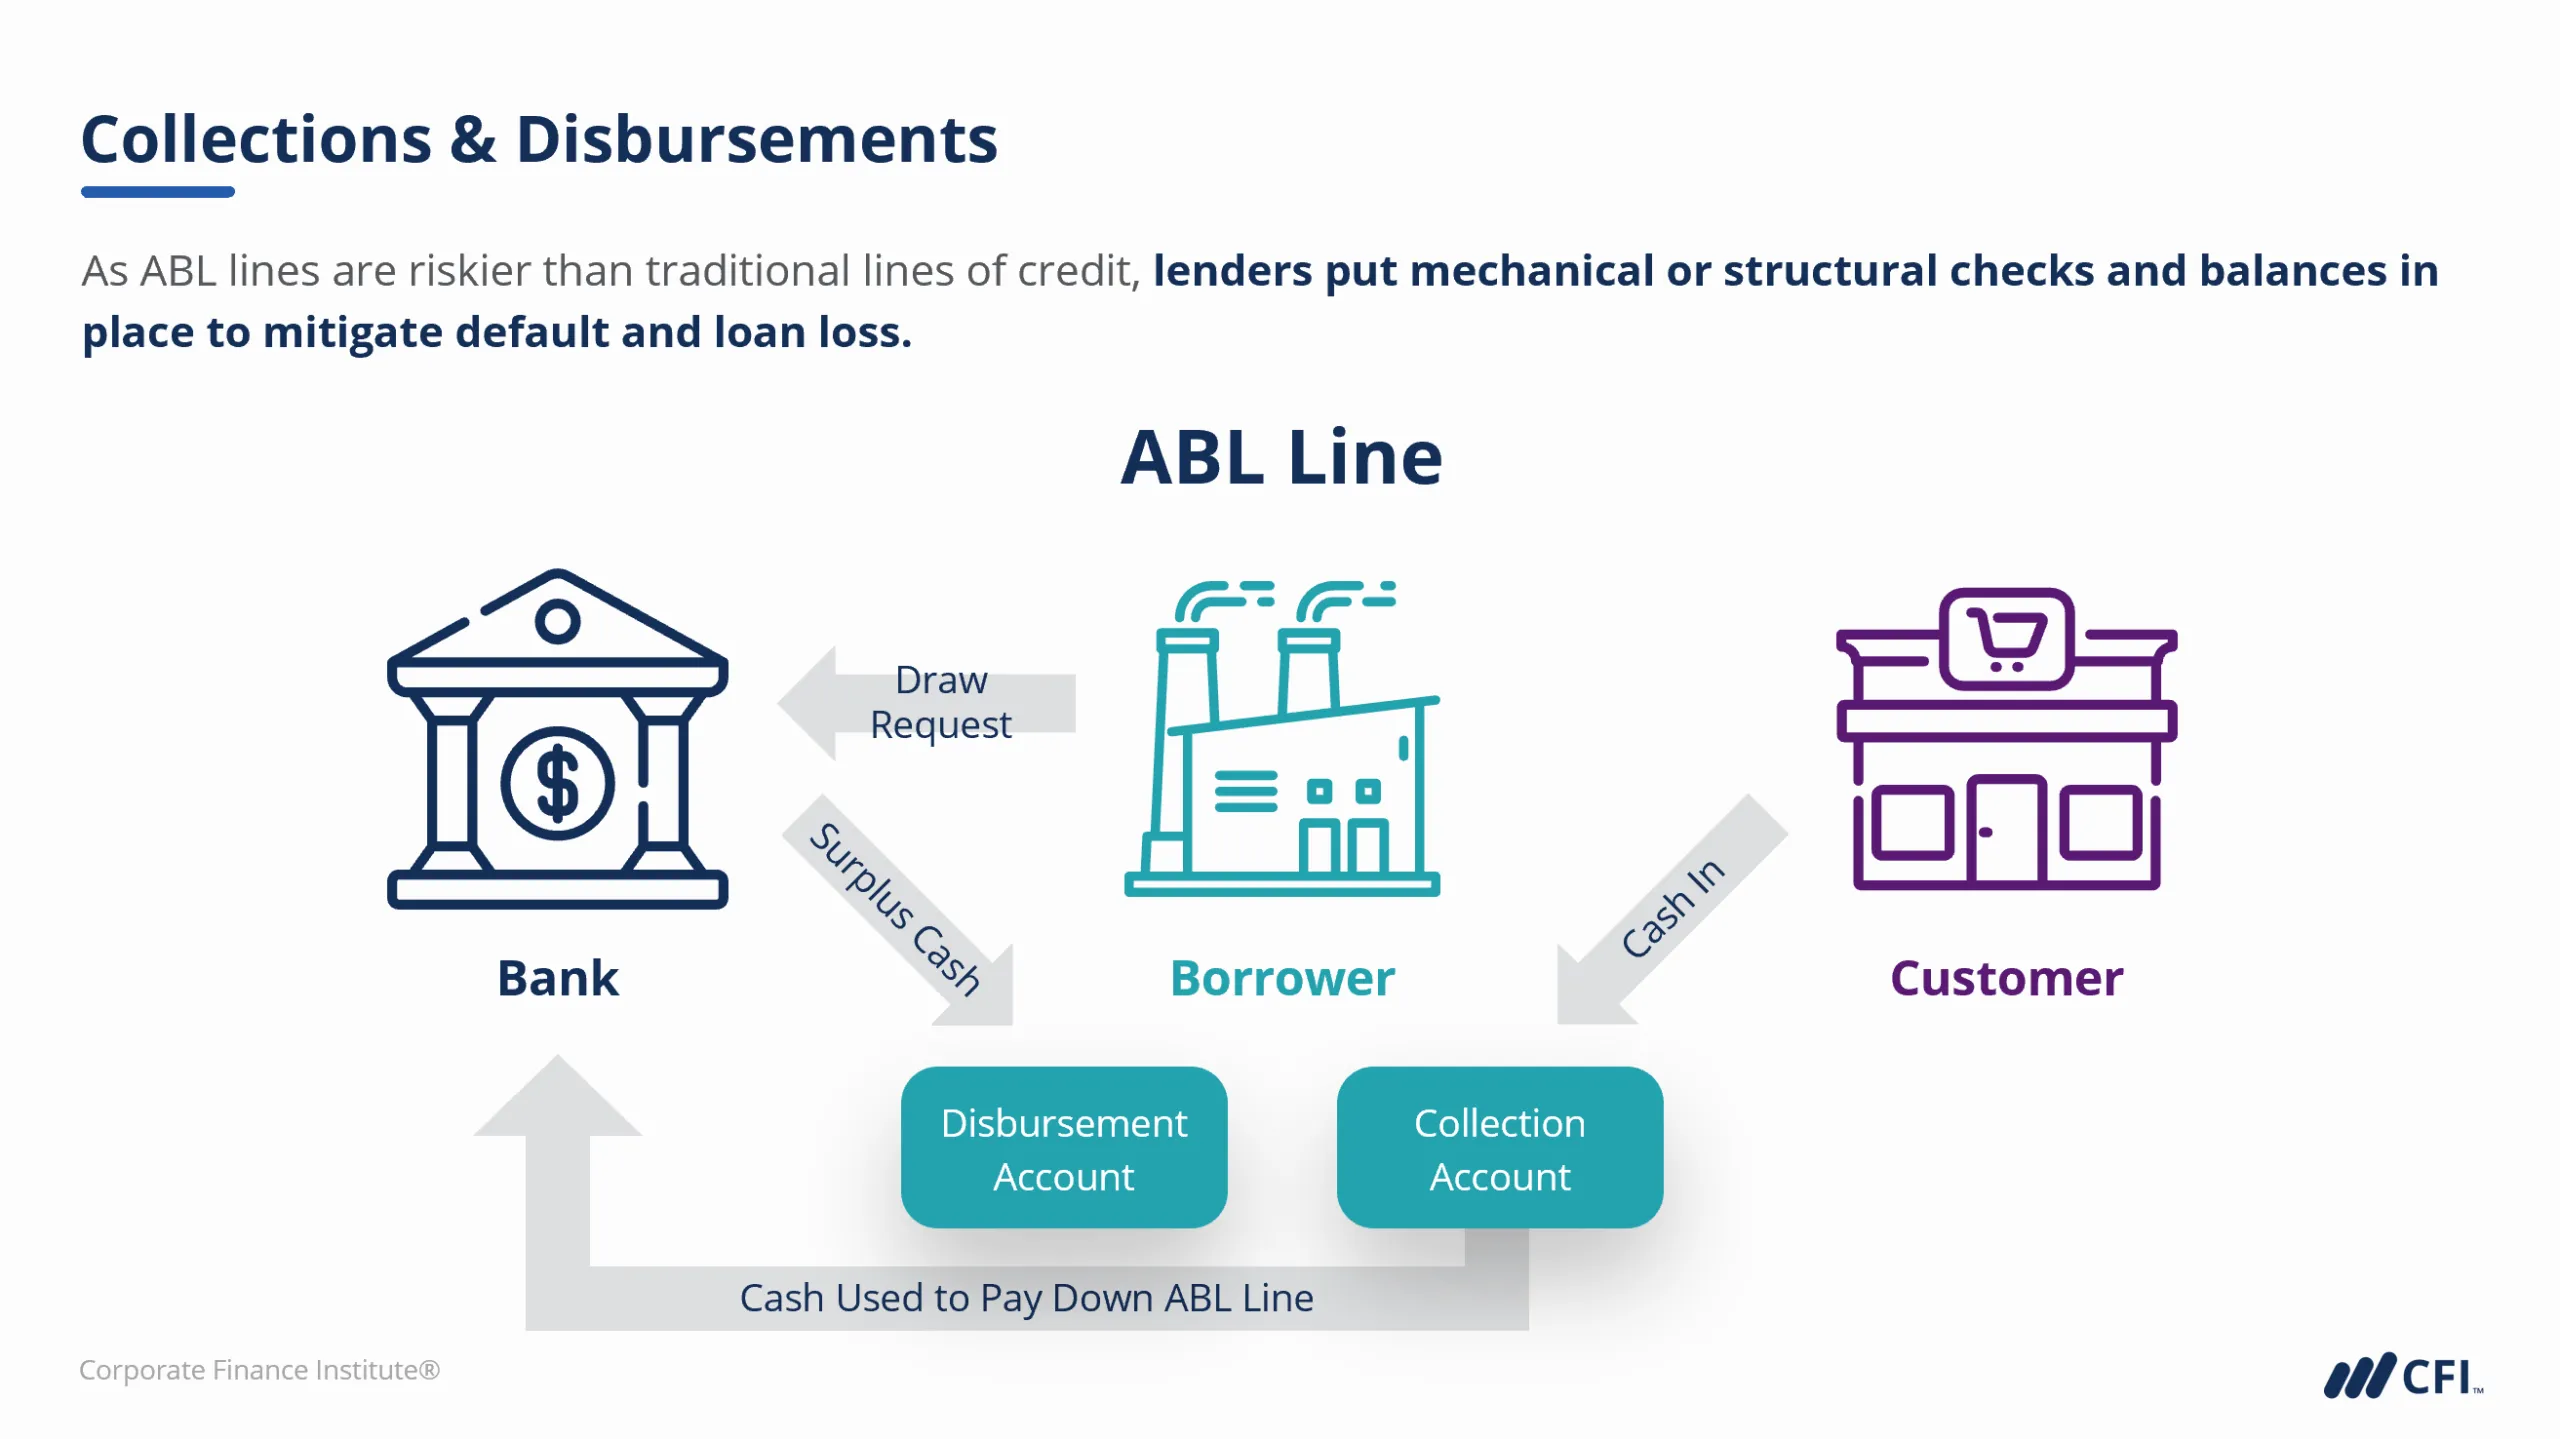 Collections & Disbursements
As ABL lines are riskier than traditional lines of credit, lenders put mechanical or structural checks and balances in
place to mitigate default and loan loss.
ABL Line
Draw
Request
Surplus Cash
Cash In
Bank
Borrower
Customer
Disbursement
Account
Collection
Account
Cash Used to Pay Down ABL Line
Corporate Finance Institute®
CFI™